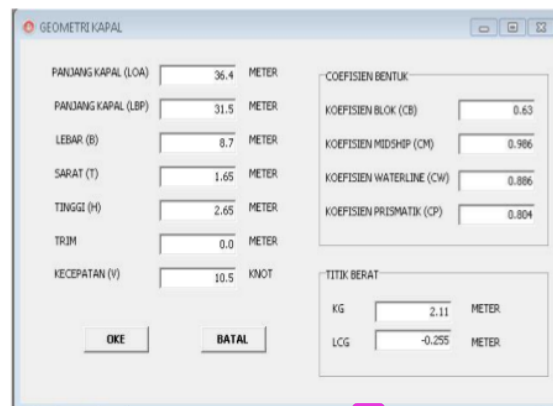 GEOMETRI KAPAL
PANJANG KAPAL (LOA) 36.4 METER
PANJANG KAPAL (LBP) 31.5 METER
LEBAR (B) 8.7 METER
SARAT (T) 1.65 METER
TINGGI (H) 2.65 METER
TRIM 0.0 METER
KECEPATAN (V) 10.5 KNOT
OKE BATAL
COEFISIEN BENTUK
KOEFISIEN BLOK (CB) 0.63
KOEFISIEN MIDSHIP (CM) 0.986
KOEFISIEN WATERLINE (CW) 0.886
KOEFISIEN PRISMATIK (CP) 0.804
TITIK BERAT
KG 2.11 METER
LCG -0.255 METER